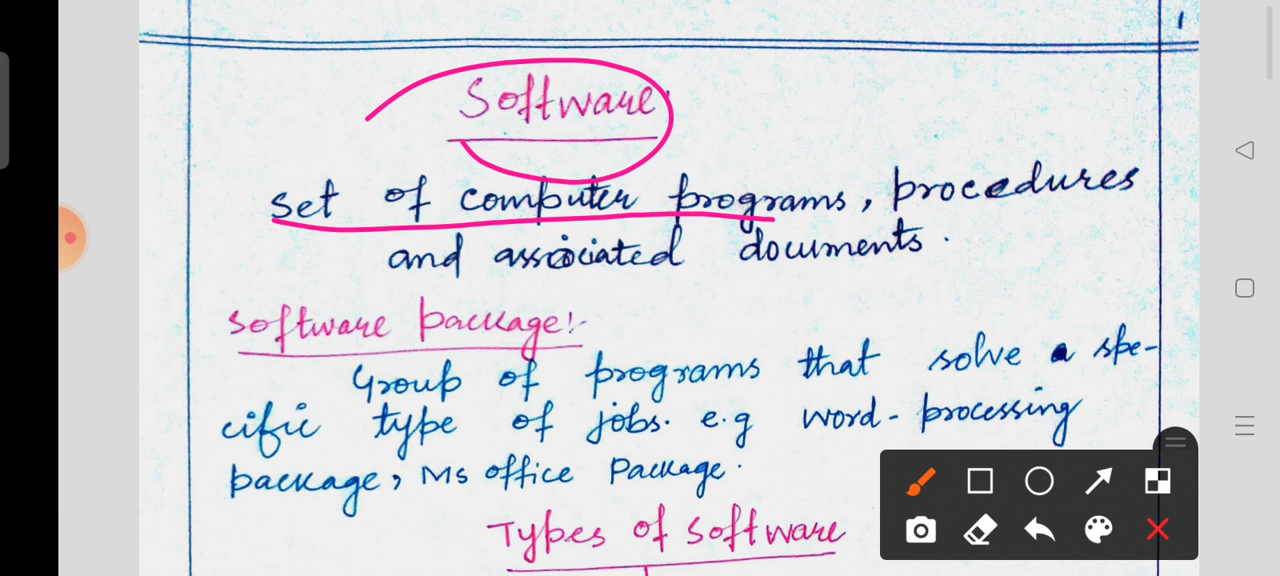 1
Software
set of computer programs, procedures
and associated documents.
Software package:-
Group of programs that solve a spe-
cific type of jobs. e.g word-processing
package, Ms office Package.
Types of software